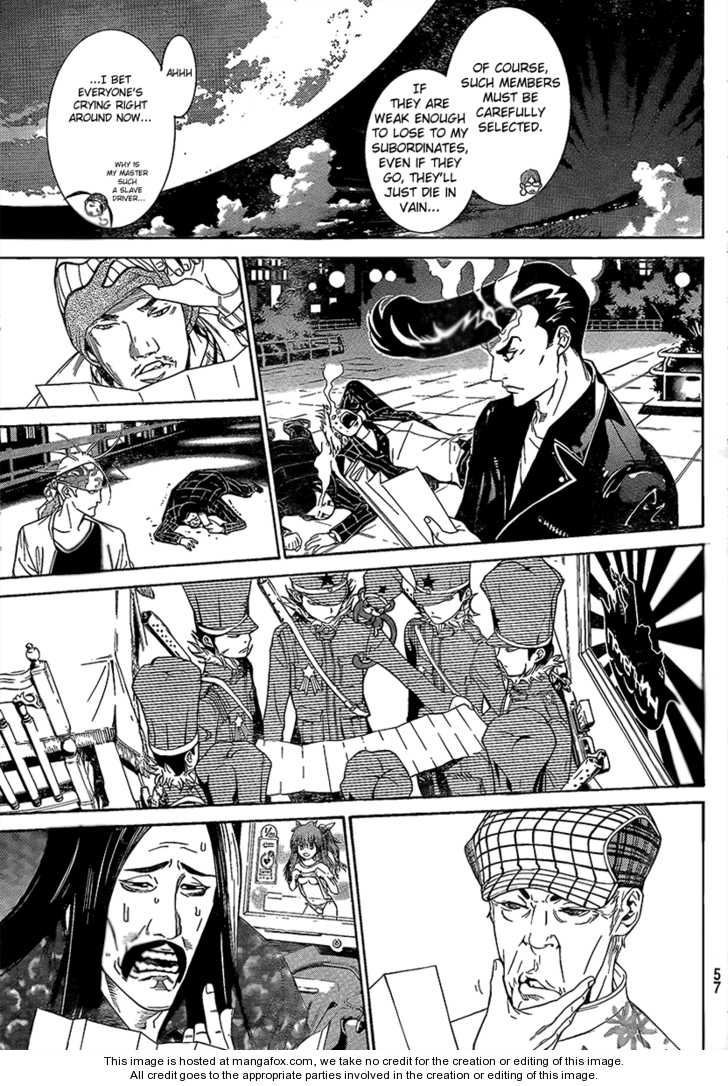 OF COURSE,
SUCH MEMBERS
MUST BE
CAREFULLY
SELECTED.
IF
THEY ARE
WEAK ENOUGH
TO LOSE TO MY
SUBORDINATES,
EVEN IF THEY
GO, THEY'LL
JUST DIE IN
VAIN...
AHHH
...I BET
EVERYONE'S
CRYING RIGHT
AROUND NOW...
WHY IS
MY MASTER
SUCH
A SLAVE
DRIVER...
57
This image is hosted at mangafox.com, we take no credit for the creation or editing of this image.
All credit goes to the appropriate parties involved in the creation or editing of this image.